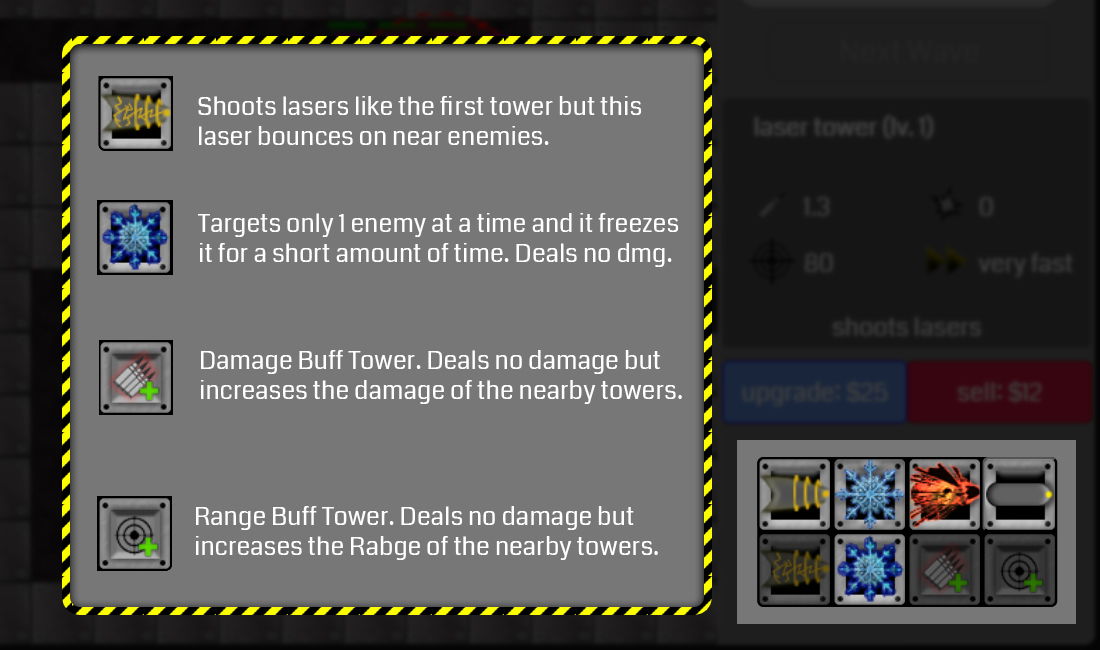 Shoots lasers like the first tower but this
laser bounces on near enemies.
Targets only 1 enemy at a time and it freezes
it for a short amount of time. Deals no dmg.
Damage Buff Tower. Deals no damage but
increases the damage of the nearby towers.
Range Buff Tower. Deals no damage but
increases the Rabge of the nearby towers.
Next Wave
laser tower (lv. 1)
1.3 0
80 very fast
shoots lasers
upgrade: $25 sell: $12